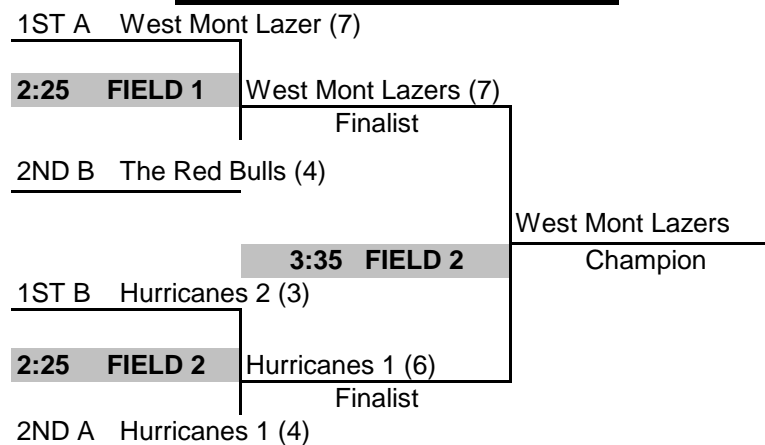 1ST A West Mont Lazer (7)
2:25 FIELD 1 West Mont Lazers (7)
Finalist
2ND B The Red Bulls (4)
West Mont Lazers
3:35 FIELD 2 Champion
1ST B Hurricanes 2 (3)
2:25 FIELD 2 Hurricanes 1 (6)
Finalist
2ND A Hurricanes 1 (4)